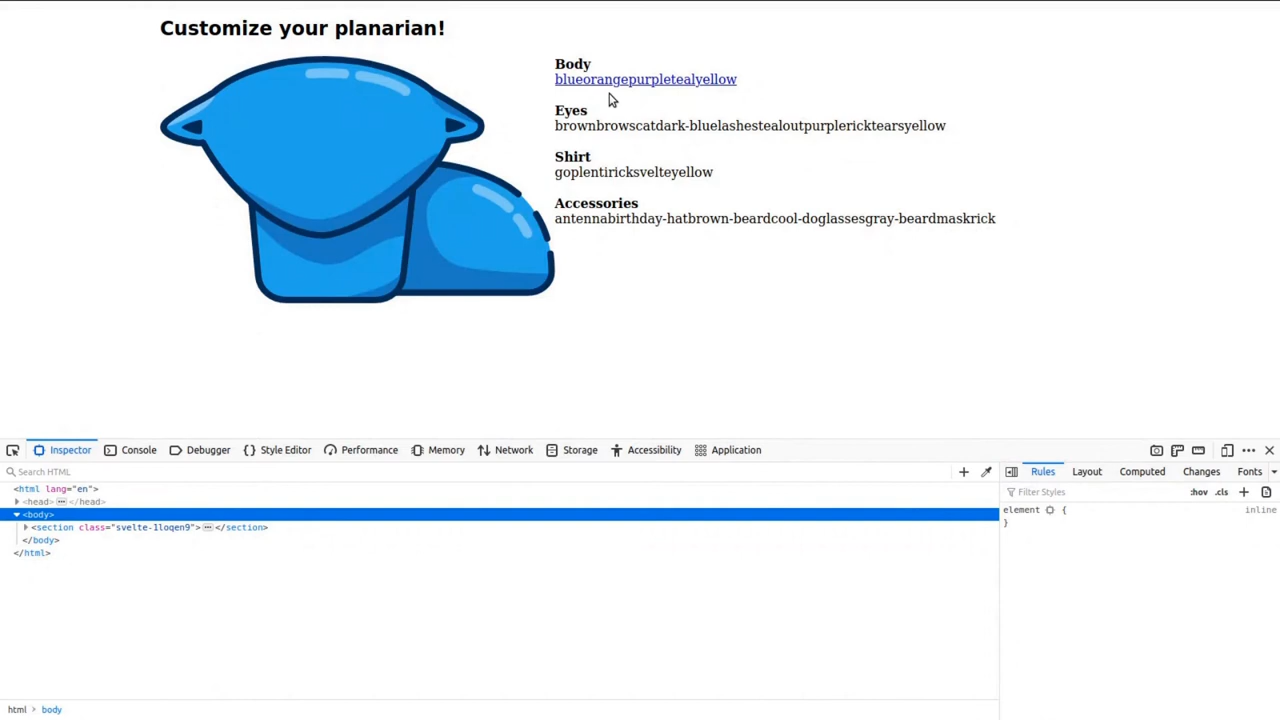 Customize your planarian!
Body
blueorangepurpletealyellow
Eyes
brownbrowscatdark-bluelashestealoutpurplericktearsyellow
Shirt
goplentiricksvelteyellow
Accessories
antennabirthday-hatbrown-beardcool-doglassesgray-beardmaskrick
Inspector Console Debugger Style Editor Performance Memory Network Storage Accessibility Application
Search HTML
Rules Layout Computed Changes Fonts
<html lang="en">
<head> </head>
<body>
<section class="svelte-1loqen9"> </section>
</body>
</html>
Filter Styles :hov .cls
element { inline
}
html > body